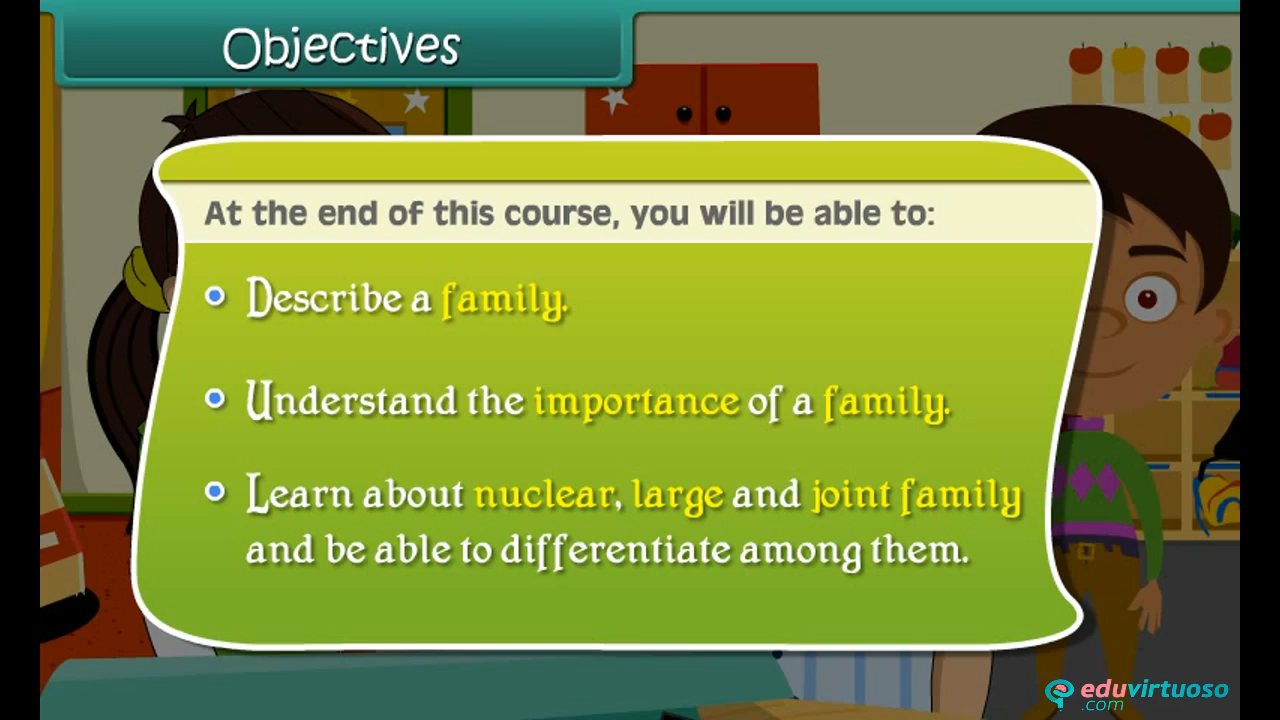 Objectives
At the end of this course, you will be able to:
Describe a family.
Understand the importance of a family.
Learn about nuclear, large and joint family
and be able to differentiate among them.
eduvirtuoso
.com